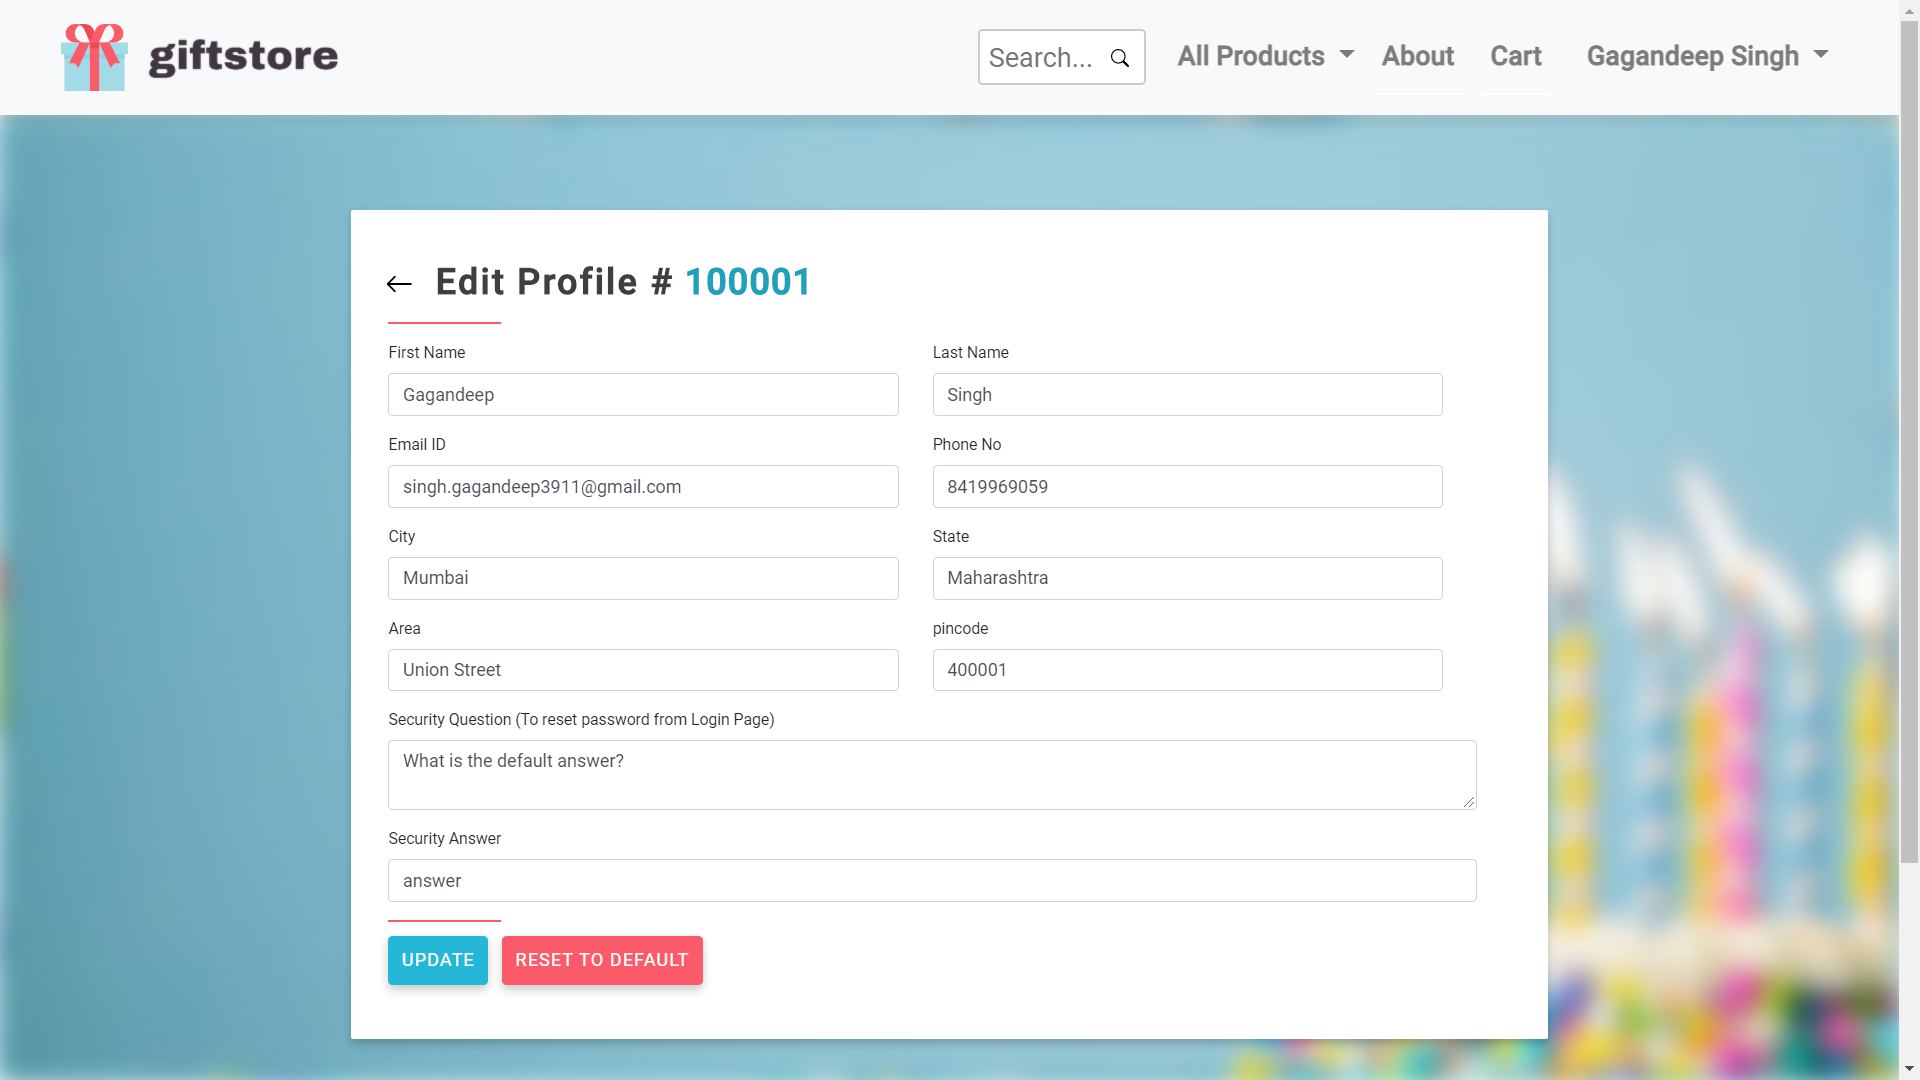 giftstore
Search...
All Products
About
Cart
Gagandeep Singh
Edit Profile # 100001
First Name
Last Name
Gagandeep
Singh
Email ID
Phone No
singh.gagandeep3911@gmail.com
8419969059
City
State
Mumbai
Maharashtra
Area
pincode
Union Street
400001
Security Question (To reset password from Login Page)
What is the default answer?
Security Answer
answer
UPDATE
RESET TO DEFAULT